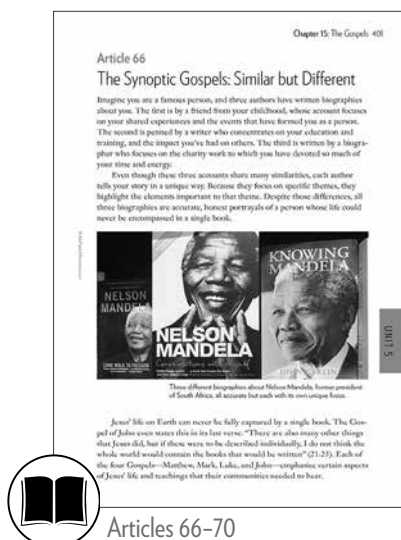 Chapter 15: The Gospels 401
Article 66
The Synoptic Gospels: Similar but Different
Imagine you are a famous person, and three authors have written biographies
about you. The first is by a friend from your childhood, whose account focuses
on your shared experiences and the events that have formed you as a person.
The second is penned by a writer who concentrates on your education and
training, and the impact you've had on others. The third is written by a biogra-
pher who focuses on the charity work to which you have devoted so much of
your time and energy.
Even though these three accounts share many similarities, each author
tells your story in a unique way. Because they focus on specific themes, they
highlight the elements important to that theme. Despite those differences, all
three biographies are accurate, honest portrayals of a person whose life could
never be encompassed in a single book.
NELSON
MANDELA
LONG WALK TO FREEDOM
NELSON
MANDELA
Conversations with Myself
KNOWING
MANDELA
JOHN CARLIN
UNIT 5
Three different biographies about Nelson Mandela, former president
of South Africa, all accurate but each with its own unique focus.
Jesus' life on Earth can never be fully captured by a single book. The Gos-
pel of John even states this in its last verse: "There are also many other things
that Jesus did, but if these were to be described individually, I do not think the
whole world would contain the books that would be written" (21:25). Each of
the four Gospels—Matthew, Mark, Luke, and John—emphasize certain aspects
of Jesus' life and teachings that their communities needed to hear.
Articles 66–70